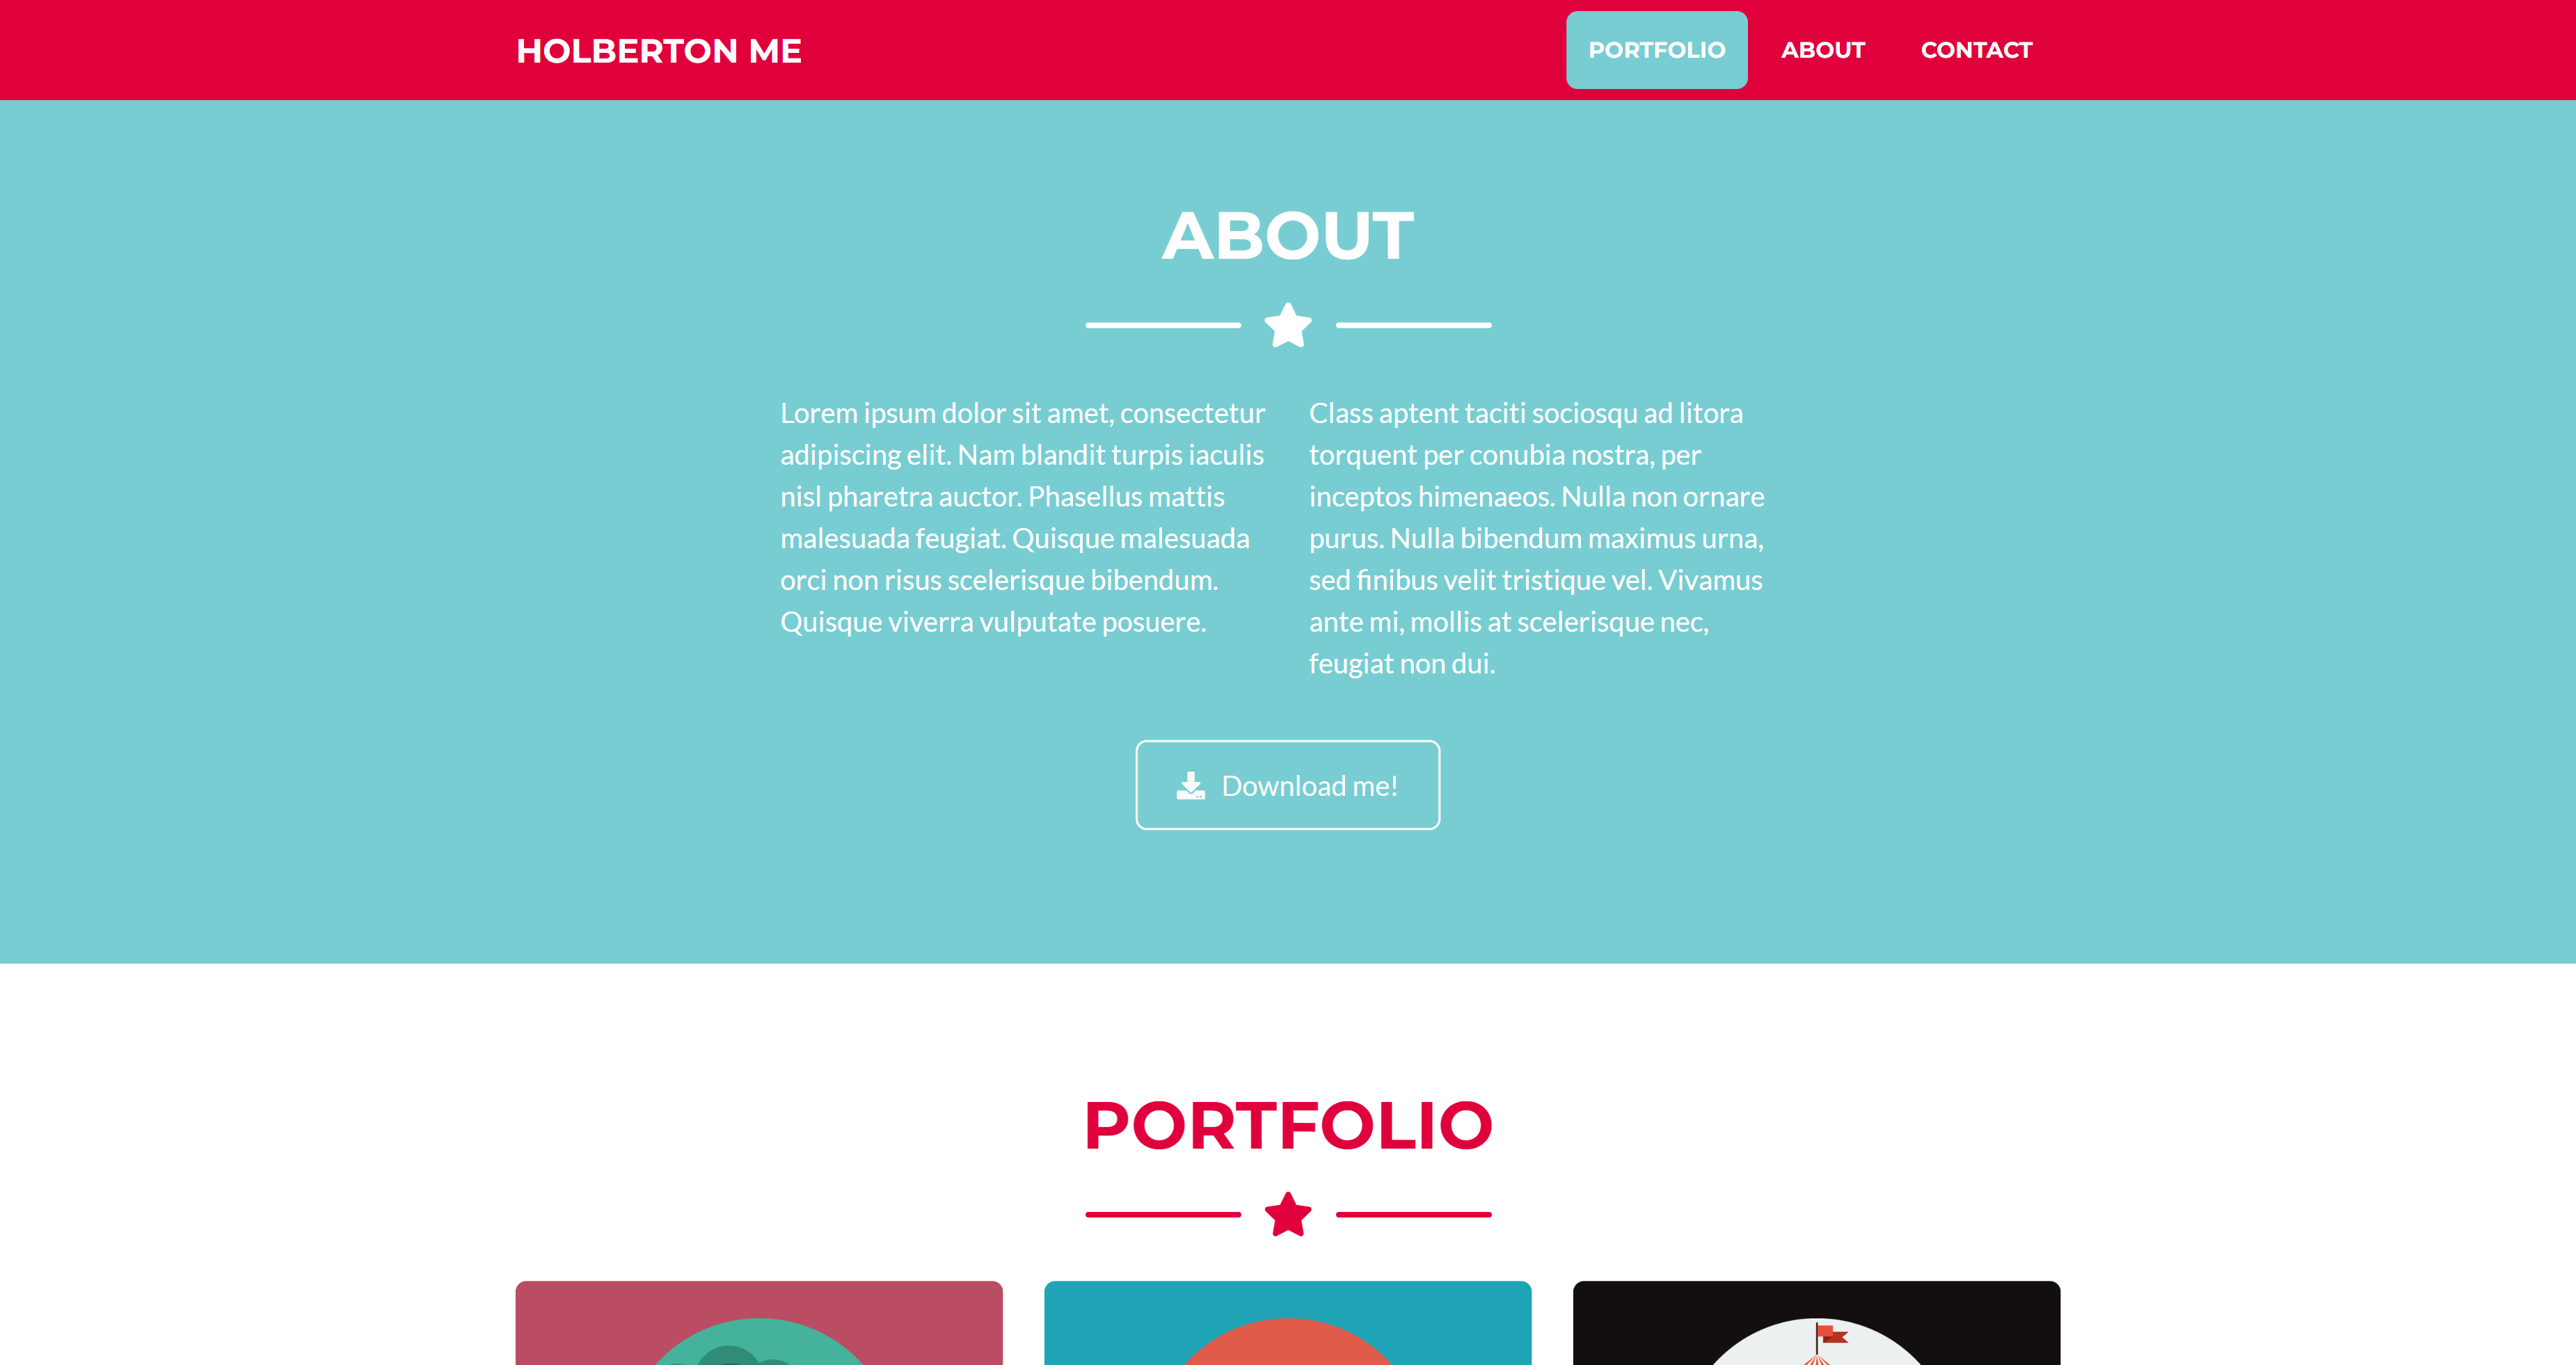 HOLBERTON ME
PORTFOLIO
ABOUT
CONTACT
ABOUT
Lorem ipsum dolor sit amet, consectetur
adipiscing elit. Nam blandit turpis iaculis
nisl pharetra auctor. Phasellus mattis
malesuada feugiat. Quisque malesuada
orci non risus scelerisque bibendum.
Quisque viverra vulputate posuere.
Class aptent taciti sociosqu ad litora
torquent per conubia nostra, per
inceptos himenaeos. Nulla non ornare
purus. Nulla bibendum maximus urna,
sed finibus velit tristique vel. Vivamus
ante mi, mollis at scelerisque nec,
feugiat non dui.
Download me!
PORTFOLIO